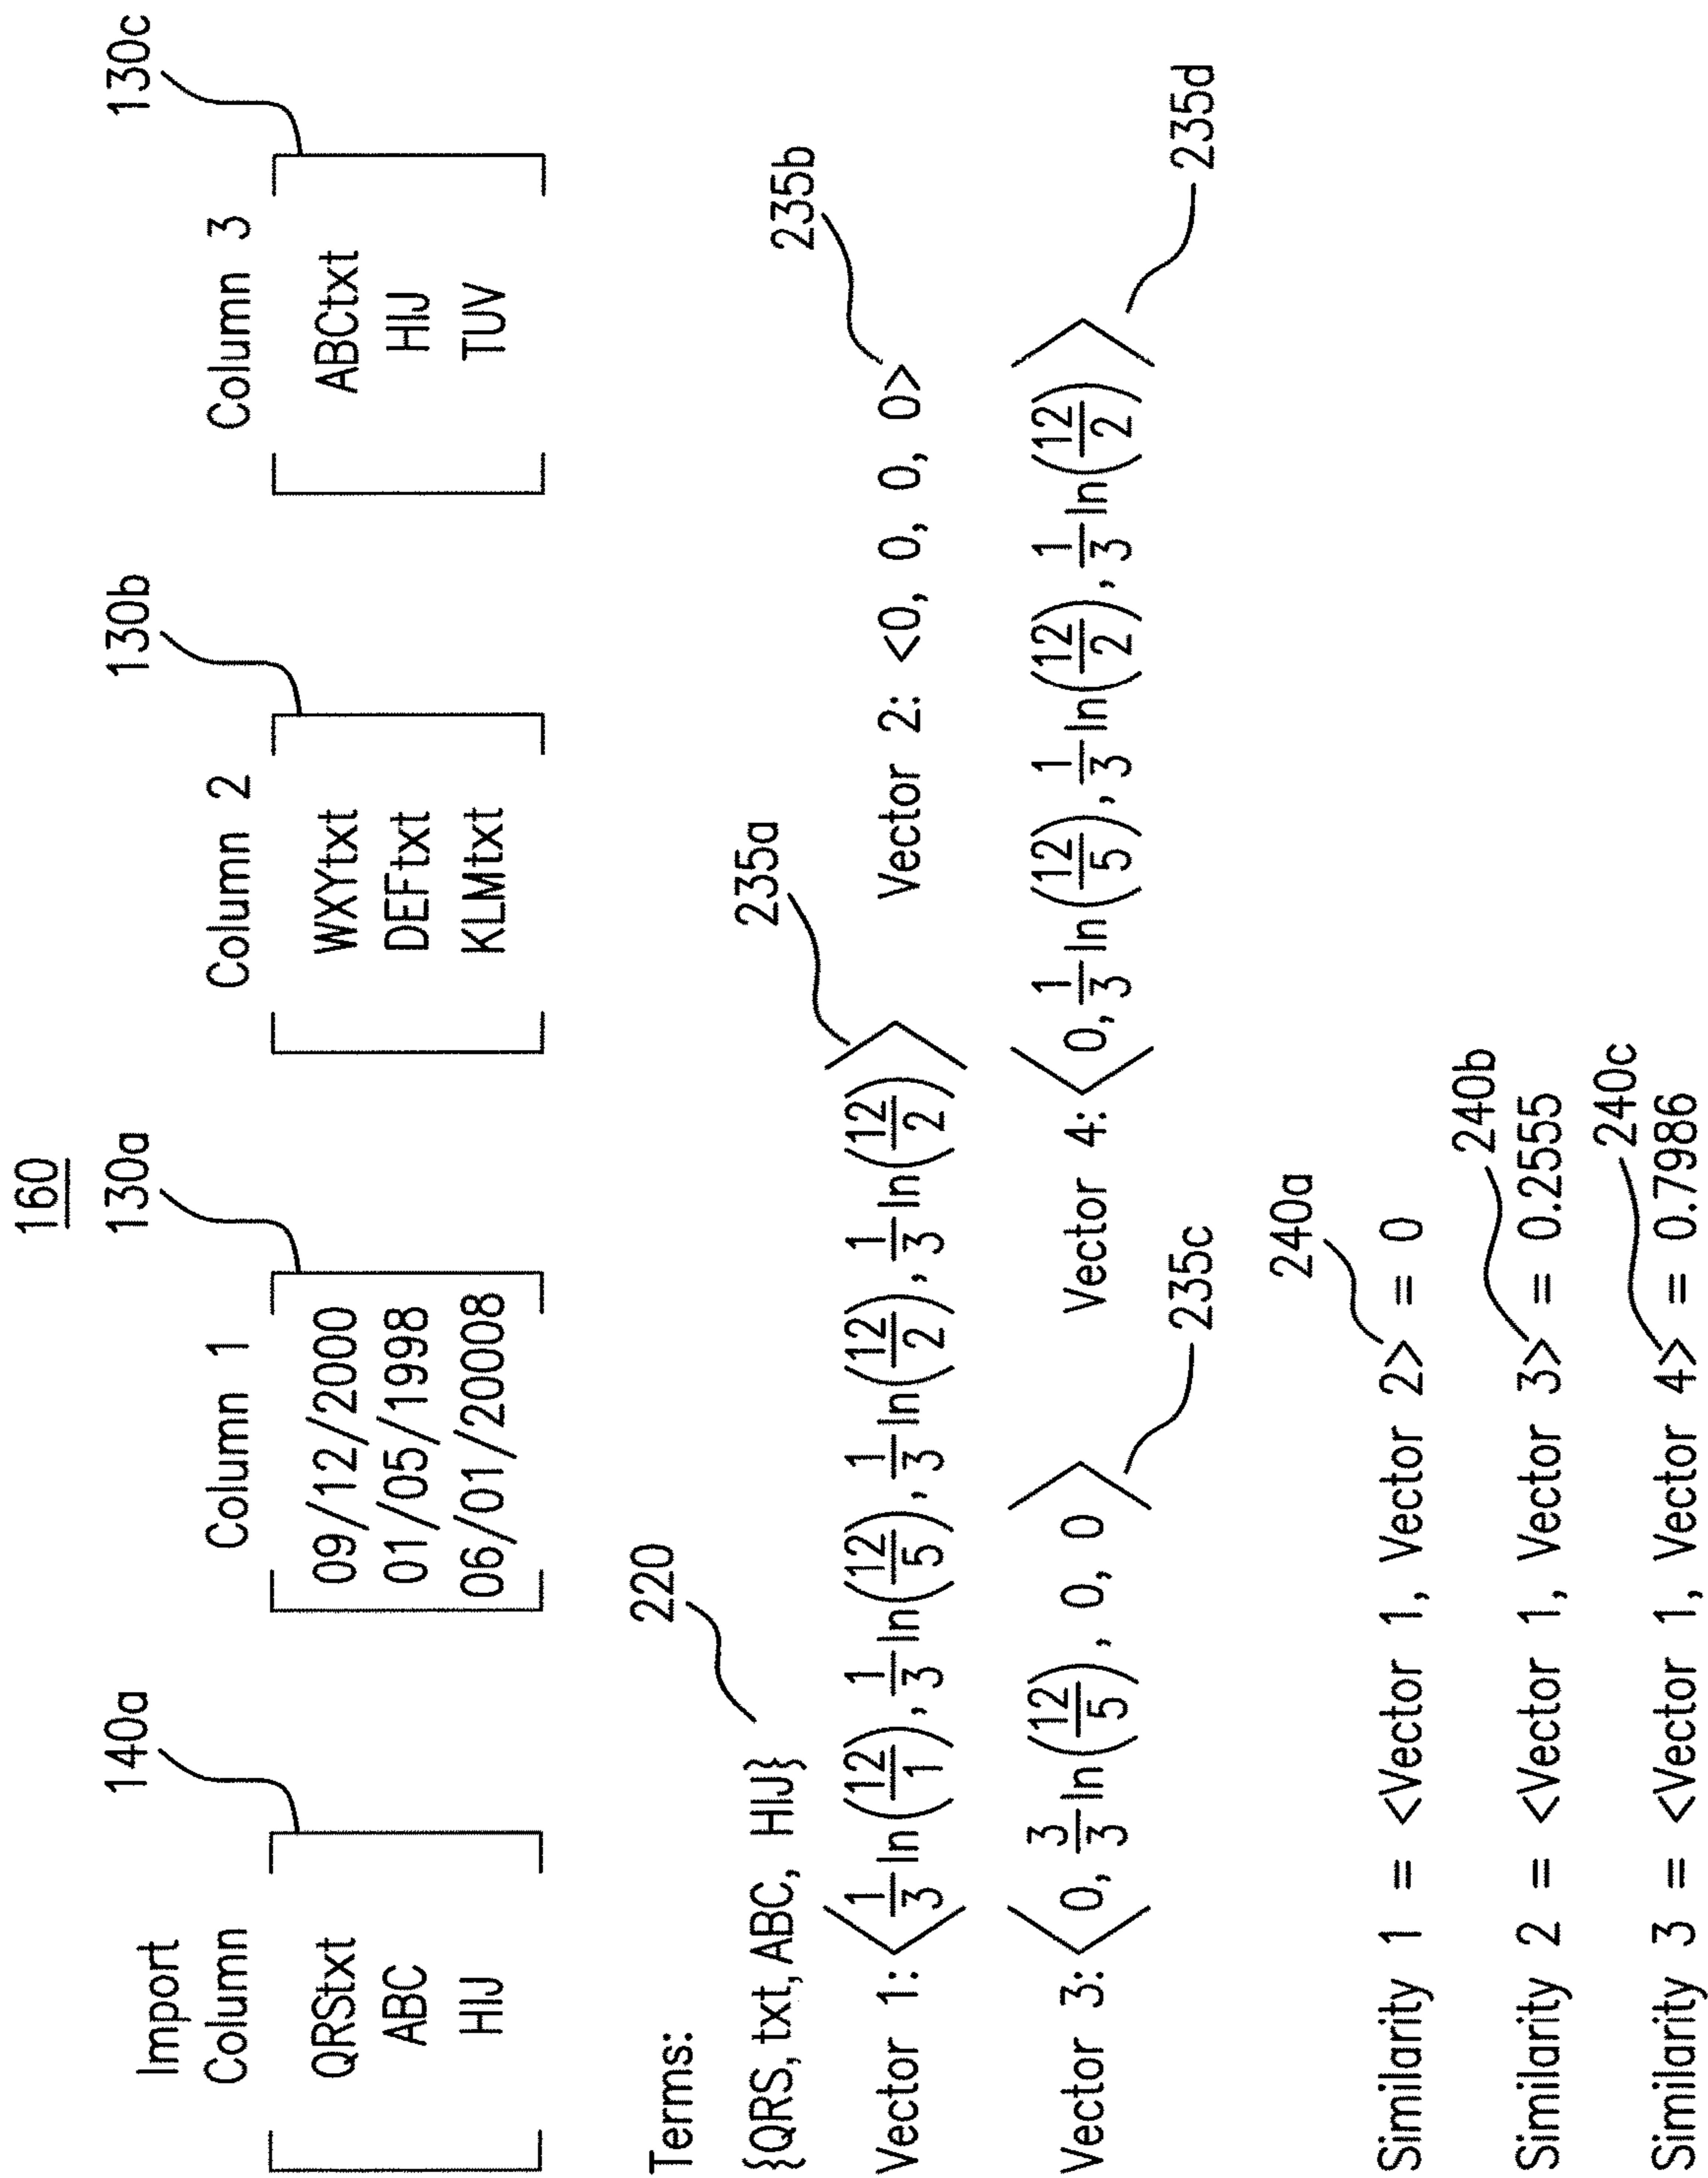 160
140a
130a
130b
130c
Import
Column
Column 1
Column 2
Column 3
QRStxt
ABC
HIJ
09/12/2000
01/05/1998
06/01/20008
WXYtxt
DEFtxt
KLMtxt
ABCtxt
HIJ
TUV
Terms:
220
{QRS, txt, ABC, HIJ}
235a
235b
Vector 1: <1/3 ln(12/1), 1/3 ln(12/5), 1/3 ln(12/2), 1/3 ln(12/2)>
Vector 2: <0, 0, 0, 0>
Vector 3: <0, 3/3 ln(12/5), 0, 0>
Vector 4: <0, 1/3 ln(12/5), 1/3 ln(12/2), 1/3 ln(12/2)>
235c
235d
240a
Similarity 1 = <Vector 1, Vector 2> = 0
240b
Similarity 2 = <Vector 1, Vector 3> = 0.2555
240c
Similarity 3 = <Vector 1, Vector 4> = 0.7986